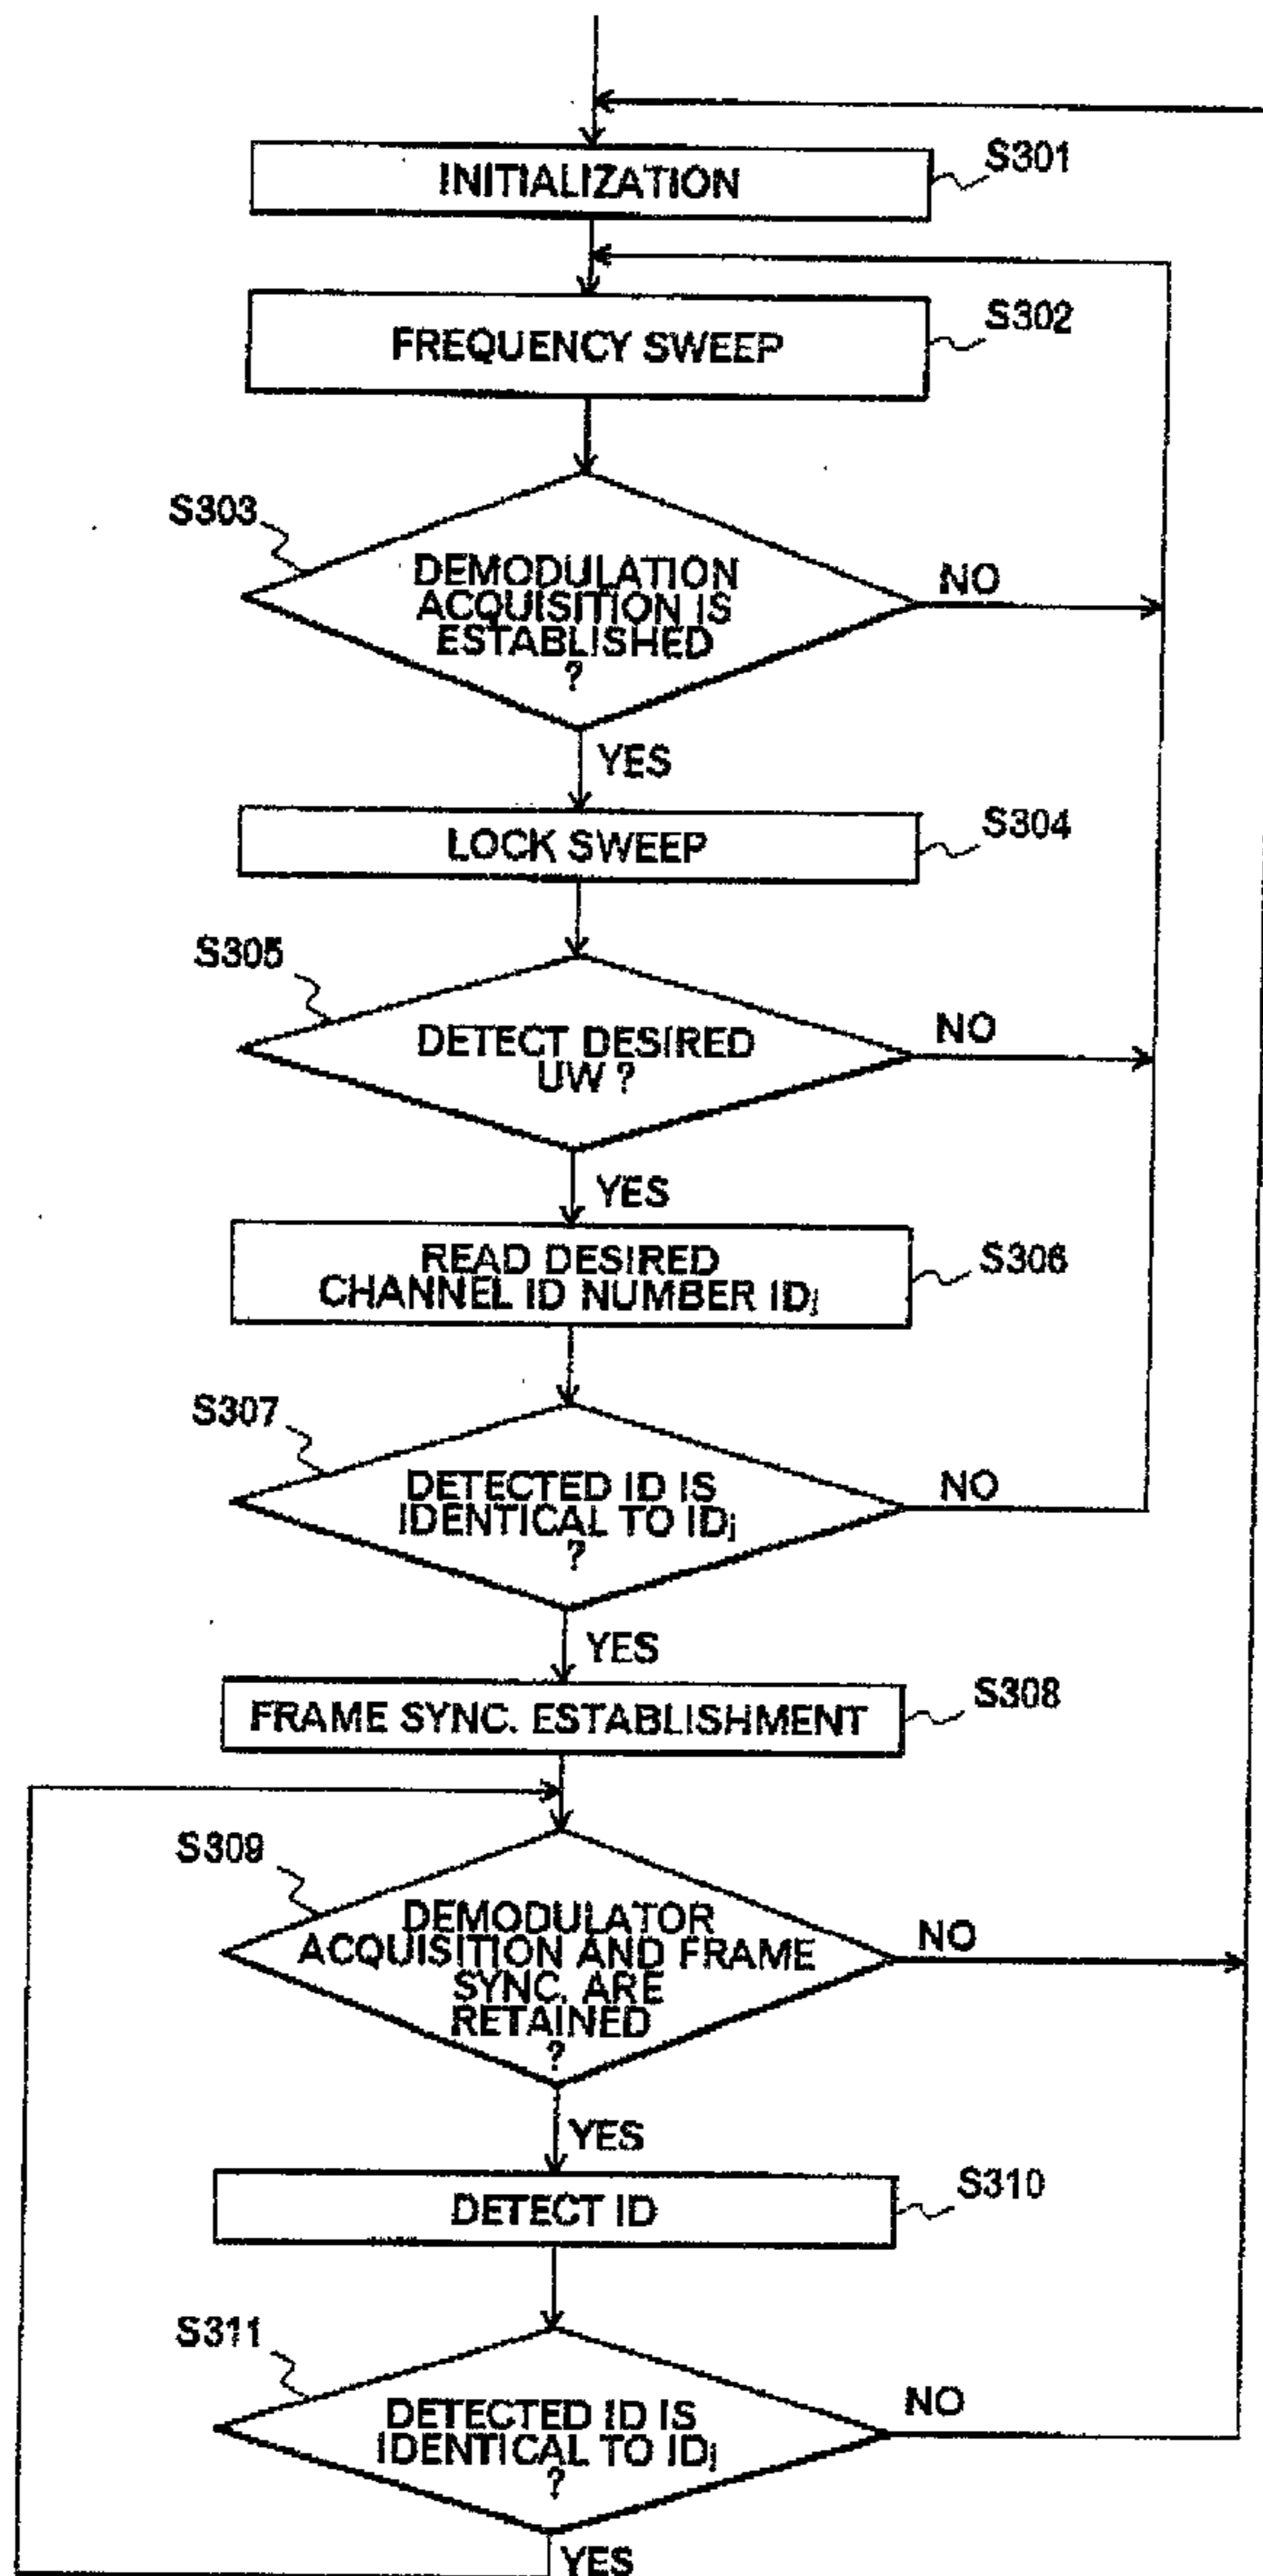 INITIALIZATION
S301
FREQUENCY SWEEP
S302
S303
DEMODULATION
ACQUISITION IS
ESTABLISHED
?
NO
YES
LOCK SWEEP
S304
S305
DETECT DESIRED
UW ?
NO
YES
READ DESIRED
CHANNEL ID NUMBER IDj
S306
S307
DETECTED ID IS
IDENTICAL TO IDj
?
NO
YES
FRAME SYNC. ESTABLISHMENT
S308
S309
DEMODULATOR
ACQUISITION AND FRAME
SYNC. ARE
RETAINED
?
NO
YES
DETECT ID
S310
S311
DETECTED ID IS
IDENTICAL TO IDj
?
NO
YES